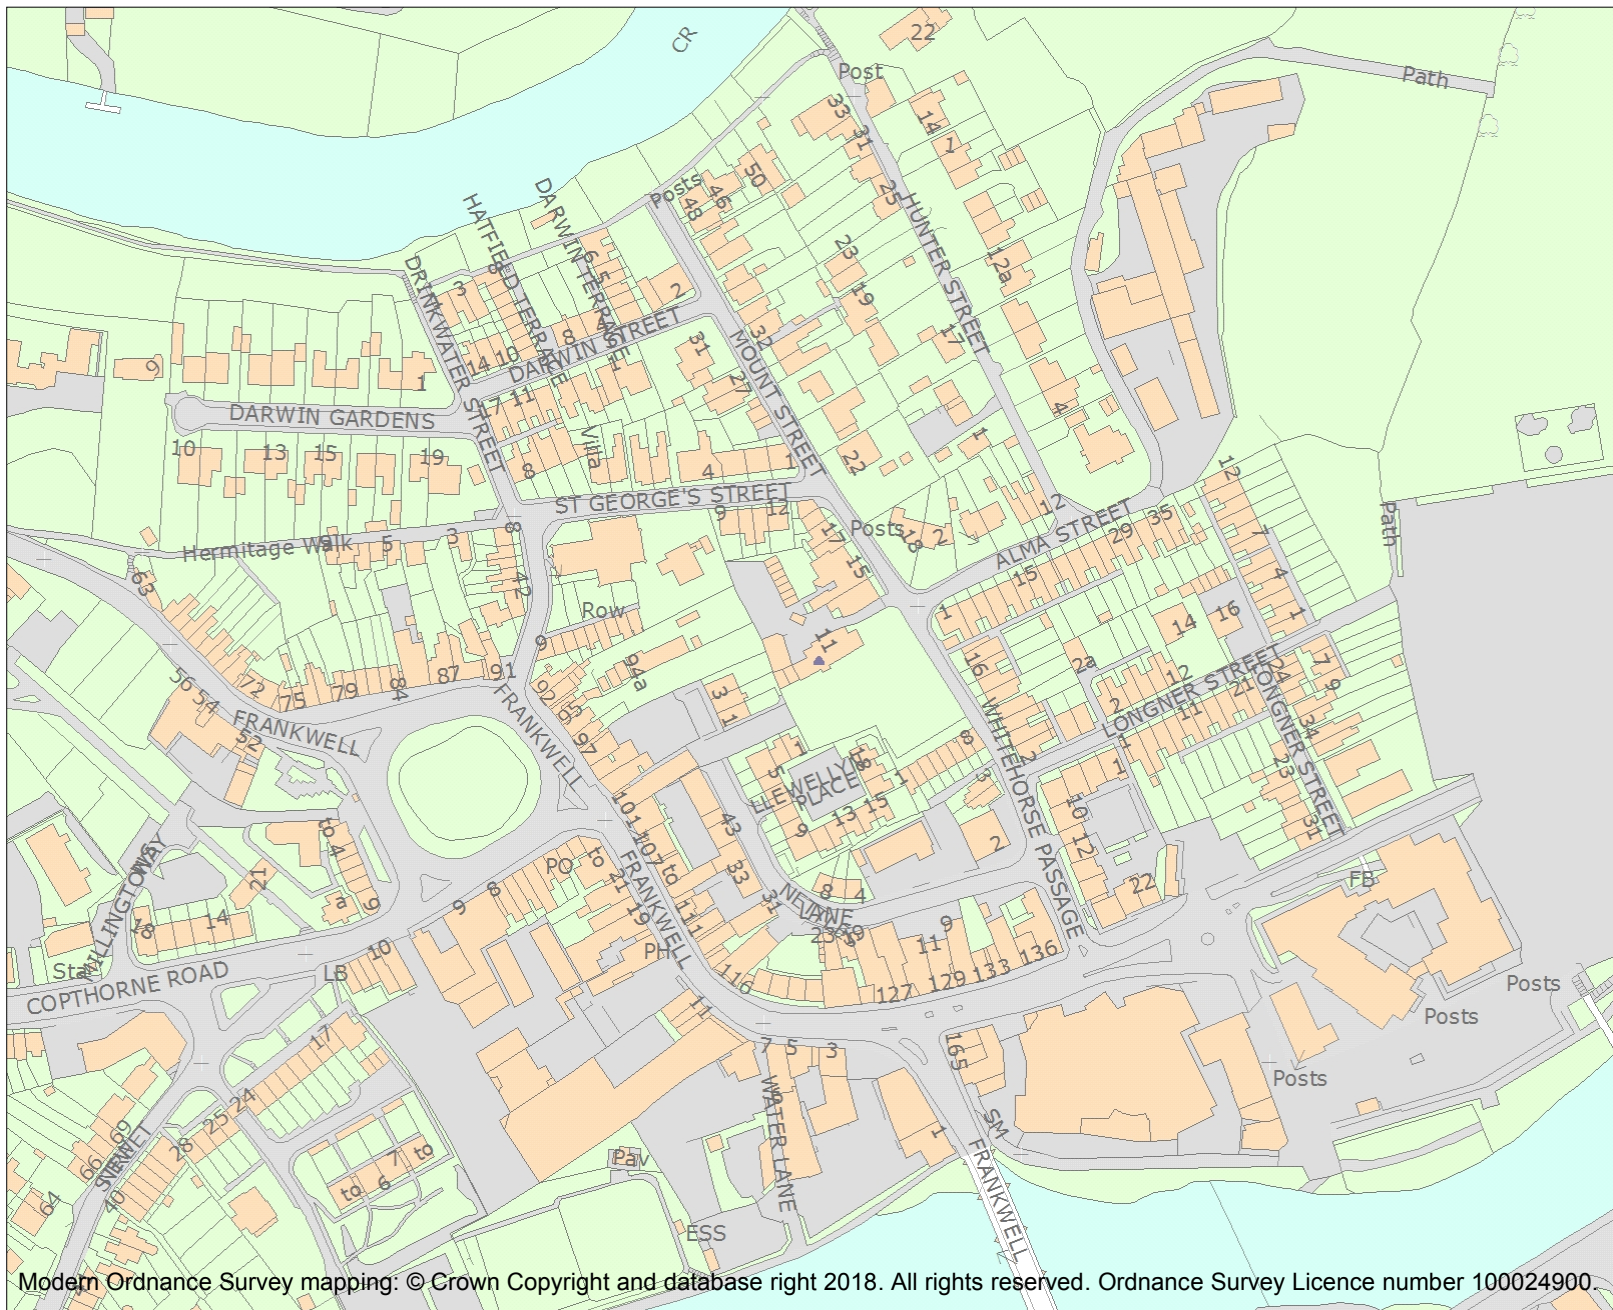 CR
22
Post
Path
33
31
14
1
25
50
Posts
46
48
HUNTER STREET
12a
HATFIELD TERRACE
DARWIN TERRACE
DRINKWATER STREET
8
3
6
5
2
23
19
17
8
4
14
10
DARWIN STREET
31
32
27
MOUNT STREET
9
1
DARWIN GARDENS
17
11
1
4
1
10
13
15
19
8
Villa
4
1
22
12
ST GEORGE'S STREET
9
12
17
15
Posts
18
2
12
ALMA STREET
29
35
7
Path
Hermitage Walk
5
3
8
42
63
Row
9
1
15
4
1
14
16
11
94a
16
2a
12
2
LONGNER STREET
24
7
9
21
11
1
56
54
72
75
79
84
87
91
92
95
97
FRANKWELL
52
FRANKWELL
3
1
WHITEHORSE PASSAGE
8
2
LONGNER STREET
34
23
31
1
5
18
LLEWELLYN
PLACE
1
3
9
13
15
10
12
2
101
107
to
111
FRANKWELL
43
33
31
to 4
a
9
21
PO
to
21
19
6
9
8
4
LANE
9
11
22
FB
14
18
Sta
COPTHORNE ROAD
10
LB
PH
116
127
129
133
136
Posts
Posts
Posts
17
11
7
5
3
165
24
25
28
69
66
64
40
WATER LANE
1
SM
FRANKWELL
Pav
7
to
6
to
ESS
Modern Ordnance Survey mapping: © Crown Copyright and database right 2018. All rights reserved. Ordnance Survey Licence number 100024900.